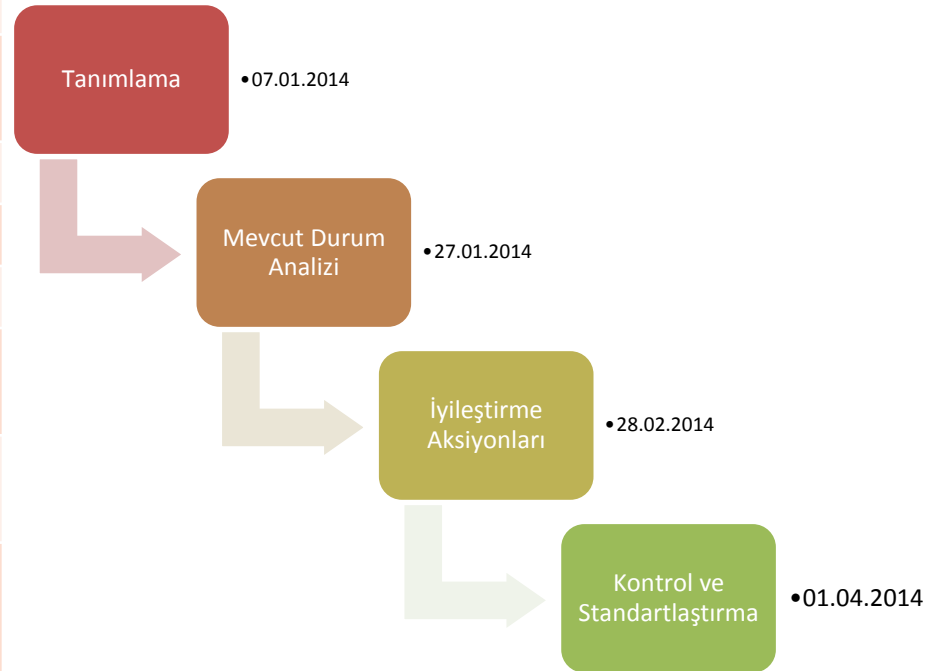 Tanımlama
•07.01.2014
Mevcut Durum
Analizi
•27.01.2014
İyileştirme
Aksiyonları
•28.02.2014
Kontrol ve
Standartlaştırma
•01.04.2014